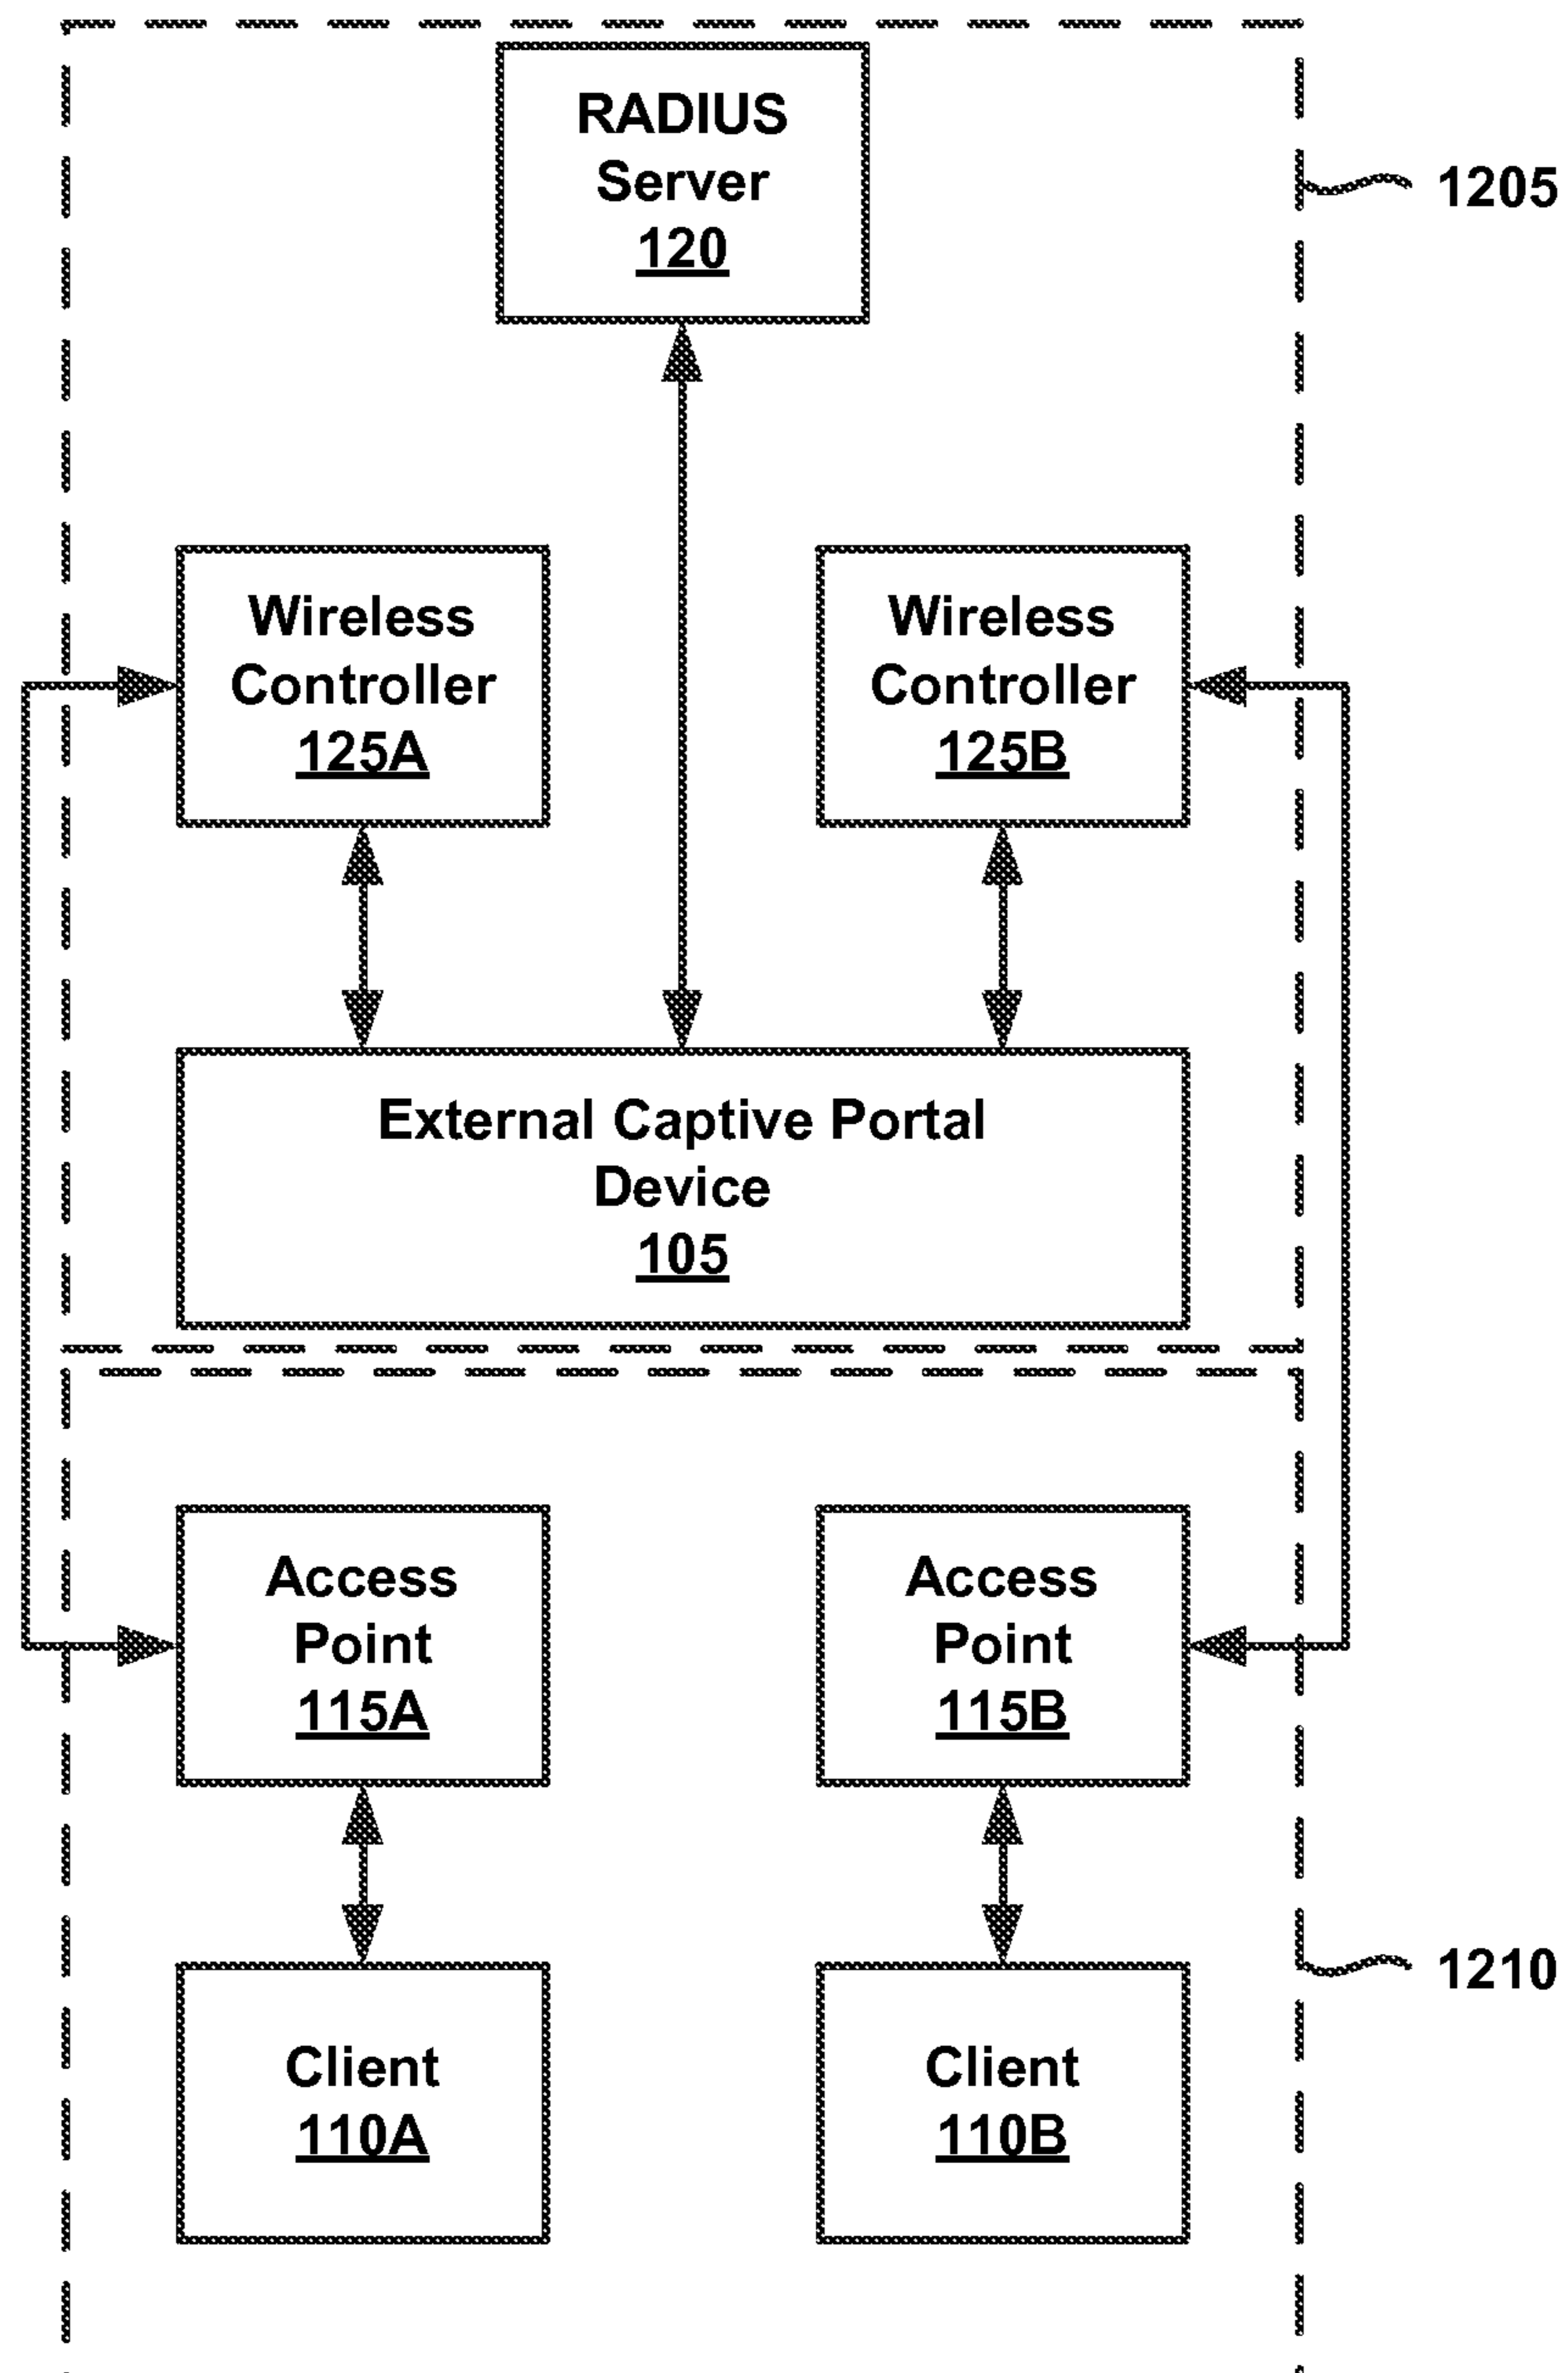 RADIUS
Server
120
1205
Wireless
Controller
125A
Wireless
Controller
125B
External Captive Portal
Device
105
Access
Point
115A
Access
Point
115B
1210
Client
110A
Client
110B